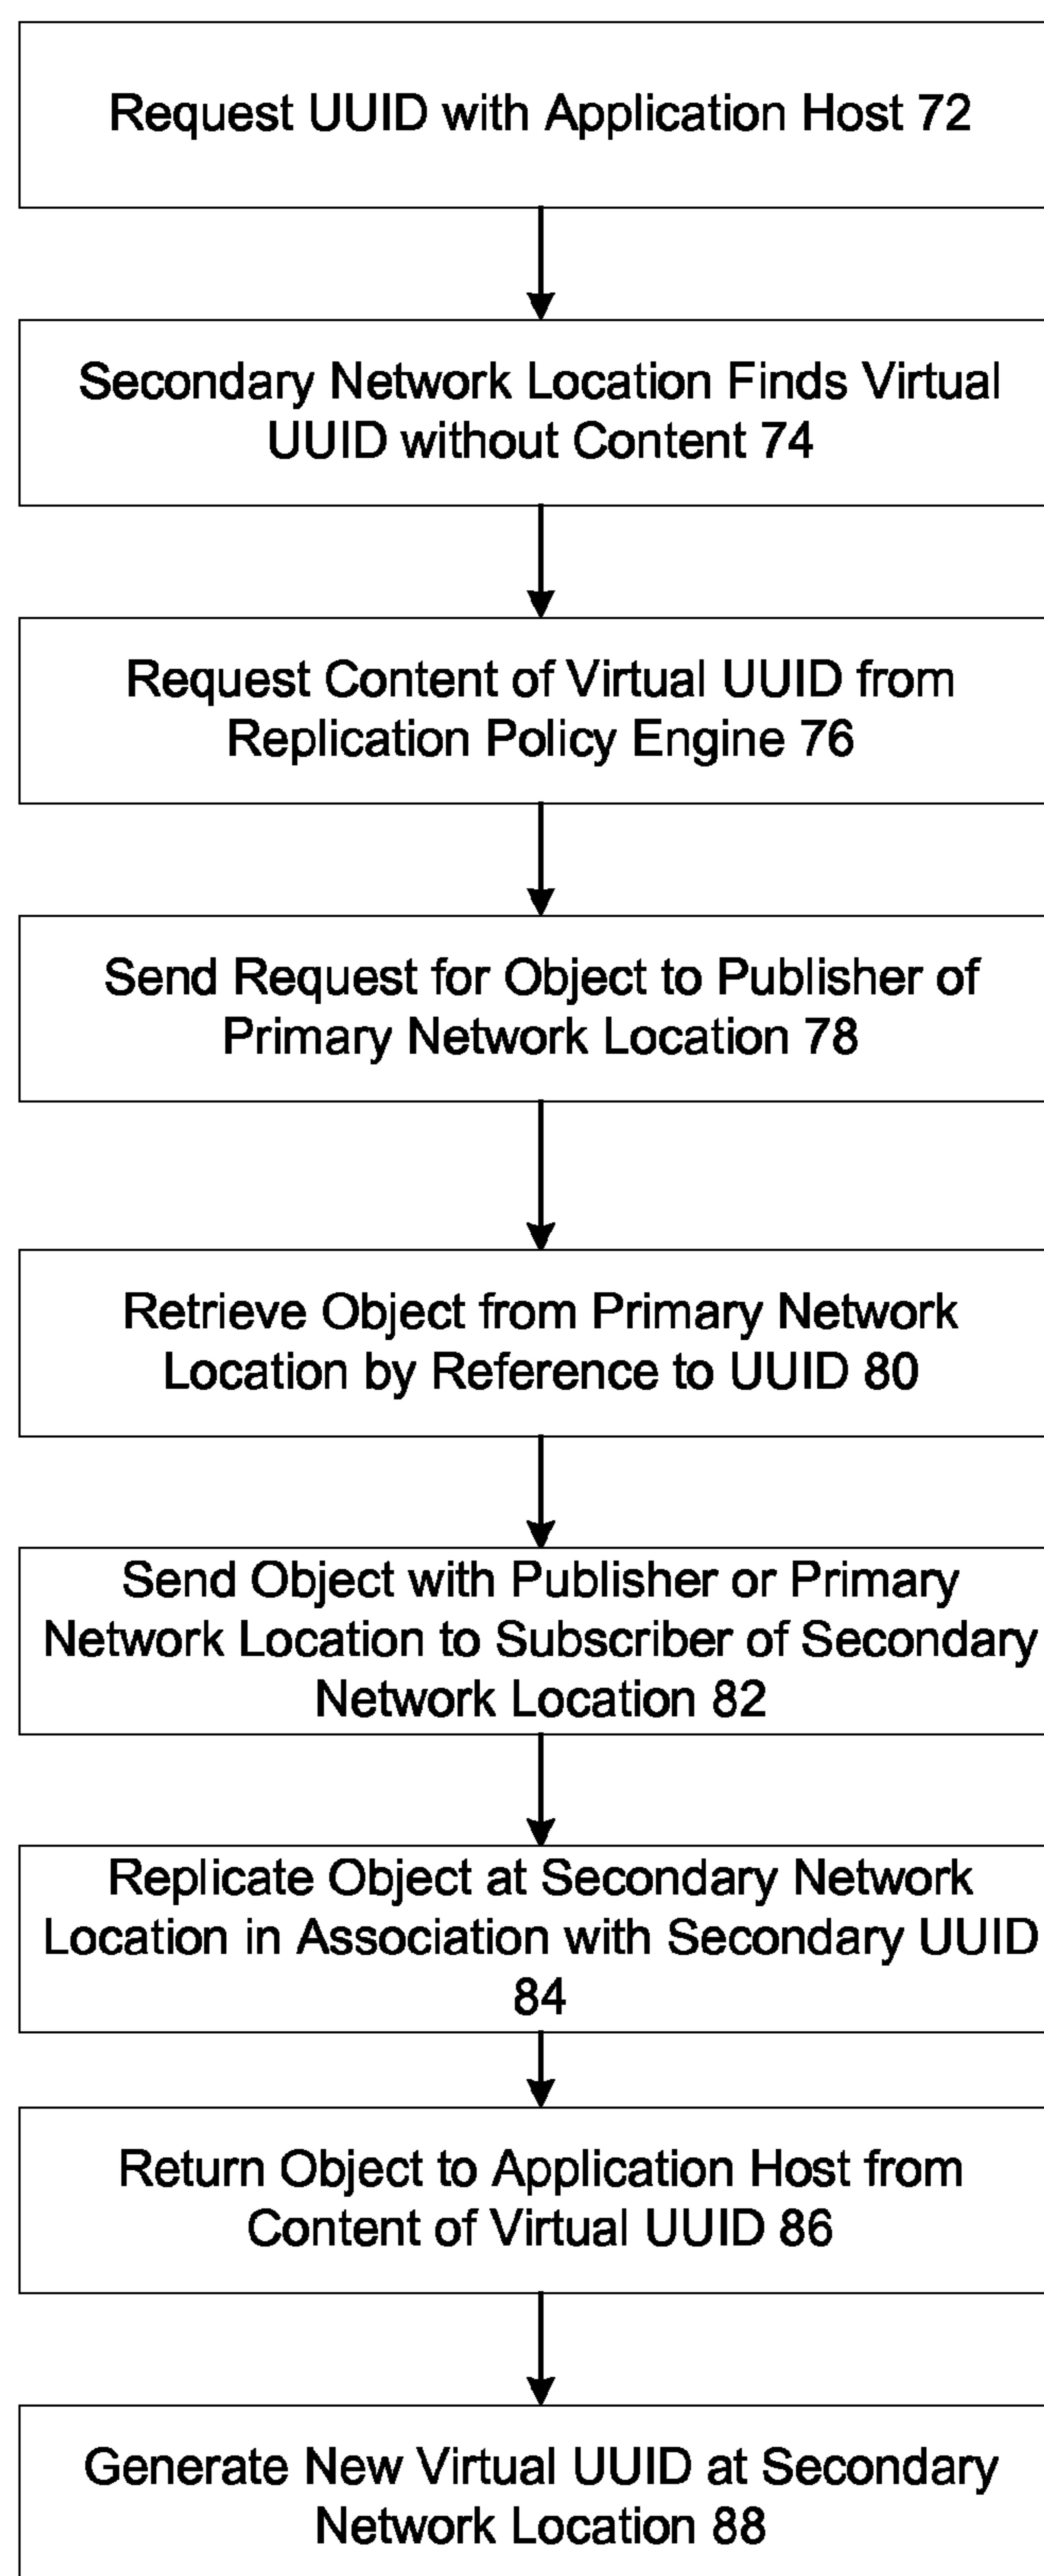 Request UUID with Application Host 72
Secondary Network Location Finds Virtual
UUID without Content 74
Request Content of Virtual UUID from
Replication Policy Engine 76
Send Request for Object to Publisher of
Primary Network Location 78
Retrieve Object from Primary Network
Location by Reference to UUID 80
Send Object with Publisher or Primary
Network Location to Subscriber of Secondary
Network Location 82
Replicate Object at Secondary Network
Location in Association with Secondary UUID
84
Return Object to Application Host from
Content of Virtual UUID 86
Generate New Virtual UUID at Secondary
Network Location 88